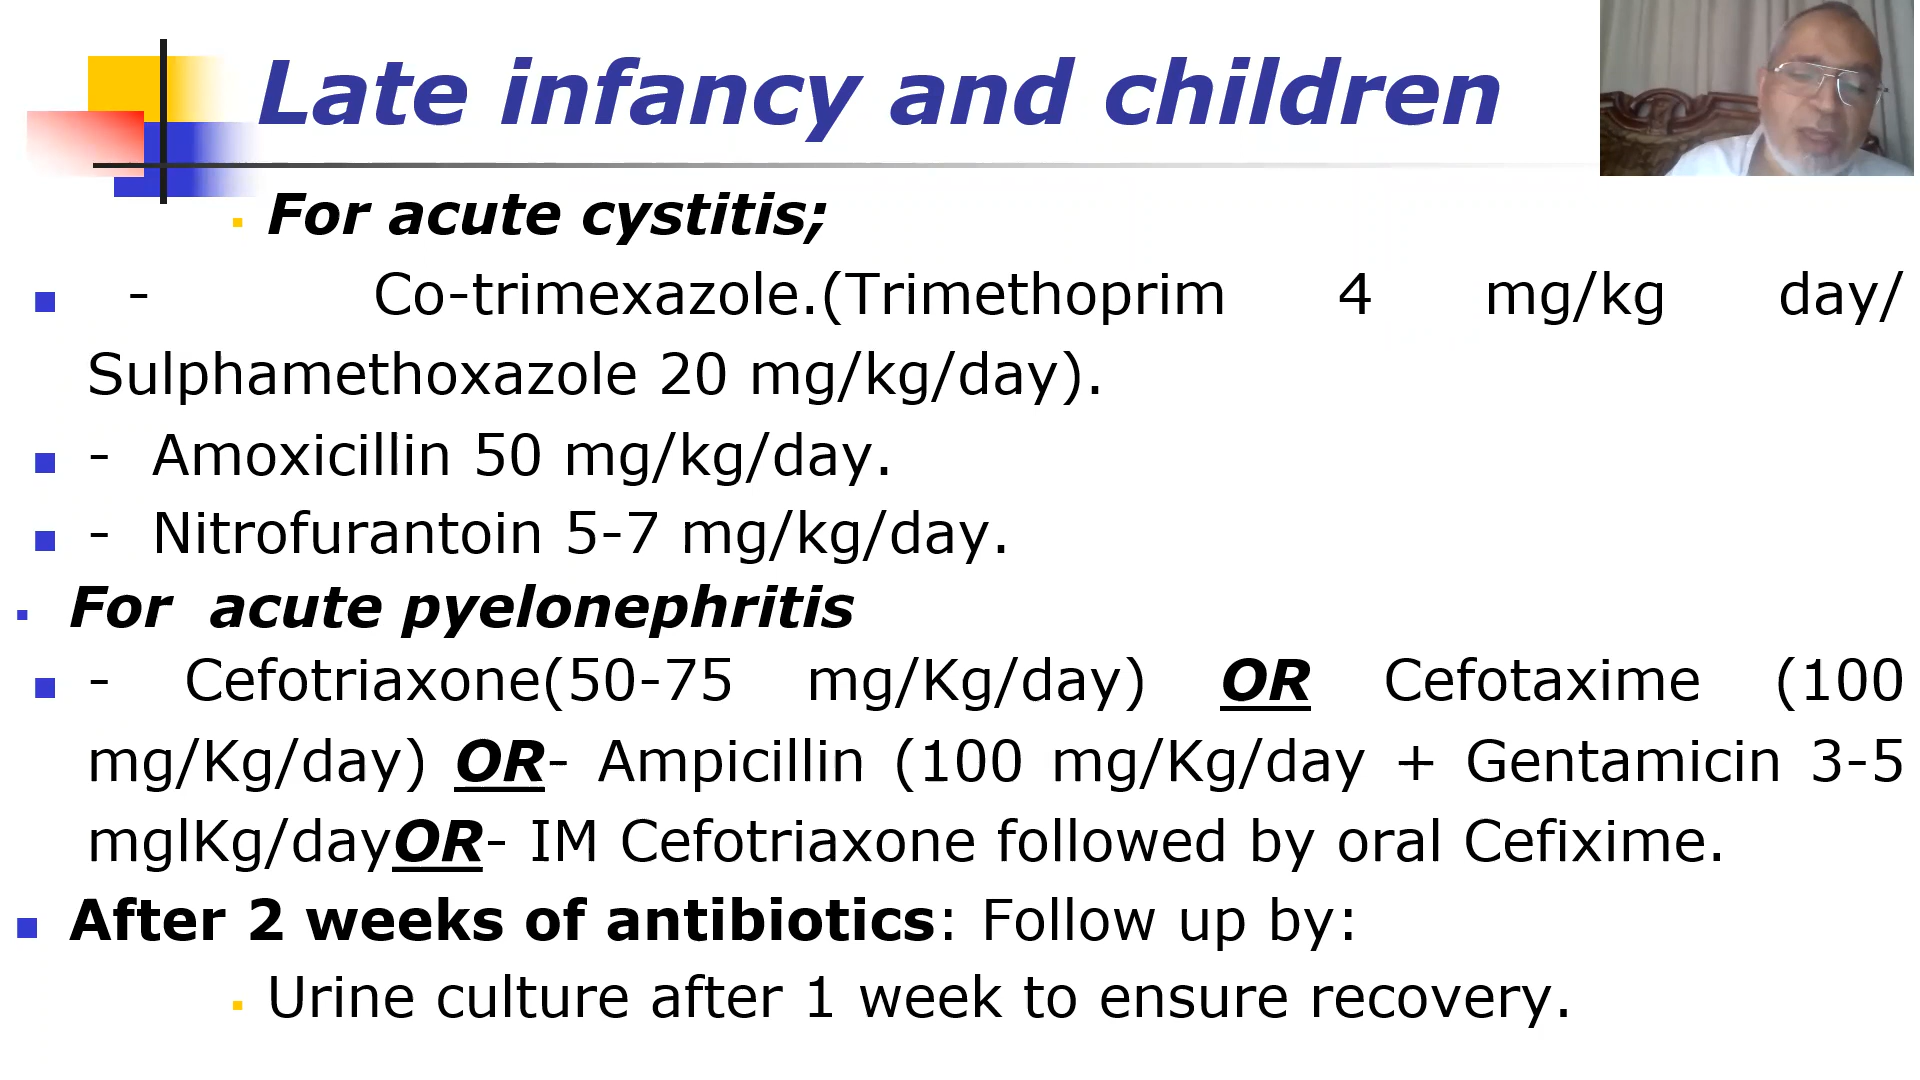 Late infancy and children
For acute cystitis;
- Co-trimexazole.(Trimethoprim 4 mg/kg day/
Sulphamethoxazole 20 mg/kg/day).
- Amoxicillin 50 mg/kg/day.
- Nitrofurantoin 5-7 mg/kg/day.
For acute pyelonephritis
- Cefotriaxone(50-75 mg/Kg/day) OR Cefotaxime (100
mg/Kg/day) OR- Ampicillin (100 mg/Kg/day + Gentamicin 3-5
mglKg/dayOR- IM Cefotriaxone followed by oral Cefixime.
After 2 weeks of antibiotics: Follow up by:
Urine culture after 1 week to ensure recovery.